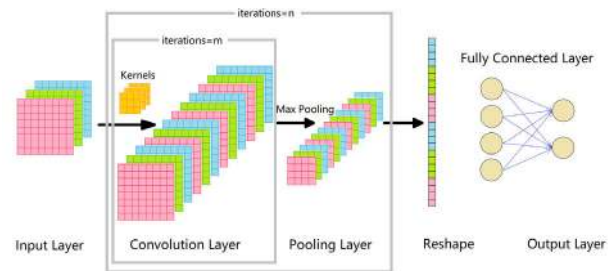 iterations=n
iterations=m
Kernels
Max Pooling
Fully Connected Layer
Input Layer
Convolution Layer
Pooling Layer
Reshape
Output Layer